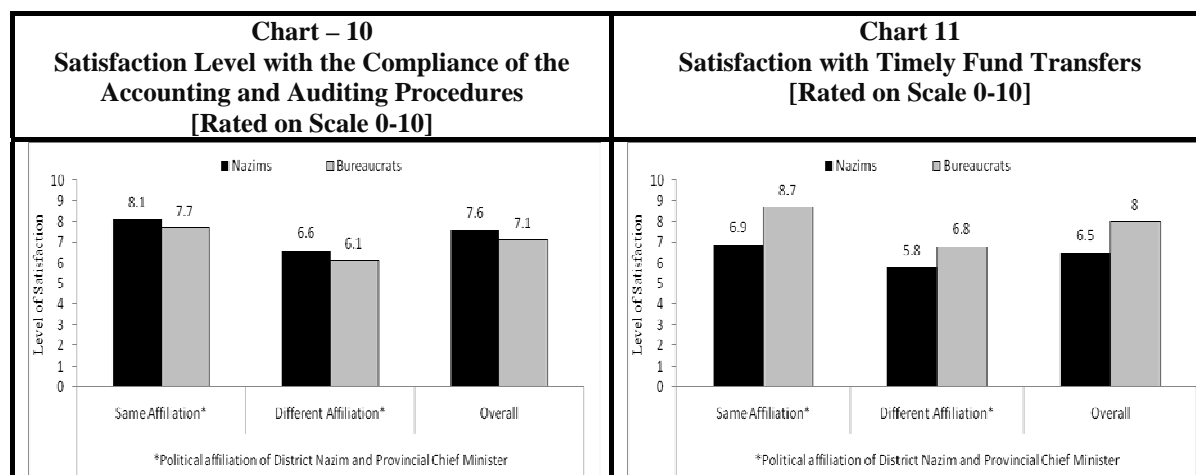 Chart – 10
Satisfaction Level with the Compliance of the
Accounting and Auditing Procedures
[Rated on Scale 0-10]
Nazims Bureaucrats
Level of Satisfaction
10
9
8
7
6
5
4
3
2
1
0
8.1 7.7 6.6 6.1 7.6 7.1
Same Affiliation* Different Affiliation* Overall
*Political affiliation of District Nazim and Provincial Chief Minister
Chart 11
Satisfaction with Timely Fund Transfers
[Rated on Scale 0-10]
Nazims Bureaucrats
Level of Satisfaction
10
9
8
7
6
5
4
3
2
1
0
6.9 8.7 5.8 6.8 6.5 8
Same Affiliation* Different Affiliation* Overall
*Political affiliation of District Nazim and Provincial Chief Minister